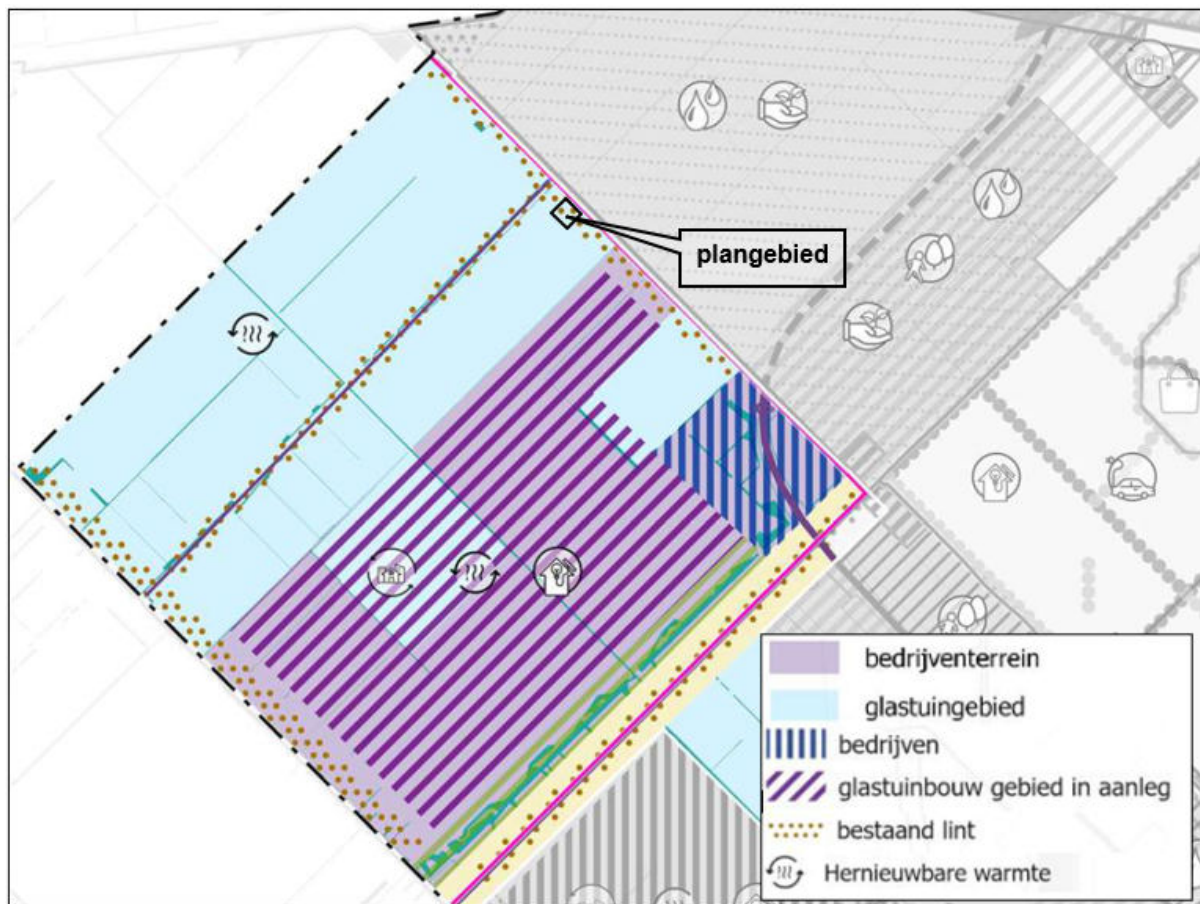 plangebied
bedrijventerrein
glastuingebied
bedrijven
glastuinbouw gebied in aanleg
bestaand lint
Hernieuwbare warmte